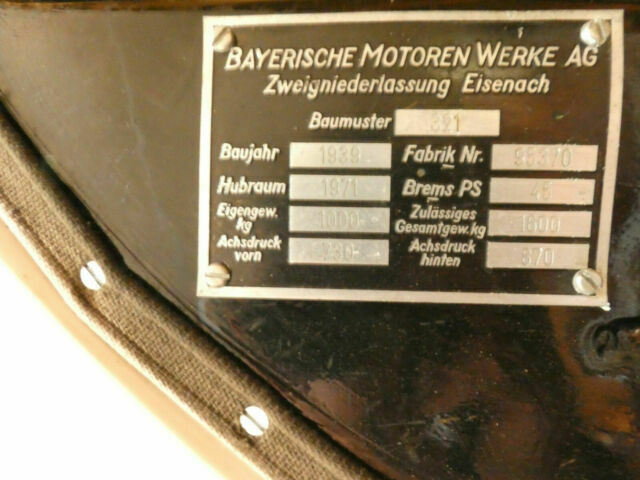 BAYERISCHE MOTOREN WERKE AG
Zweigniederlassung Eisenach
Baumuster 321
Baujahr 1939 Fabrik Nr.
Hubraum 1971 Brems PS 45
Eigengew. kg 1000 Zulässiges Gesamtgew. kg 1600
Achsdruck vorn 730 Achsdruck hinten 870